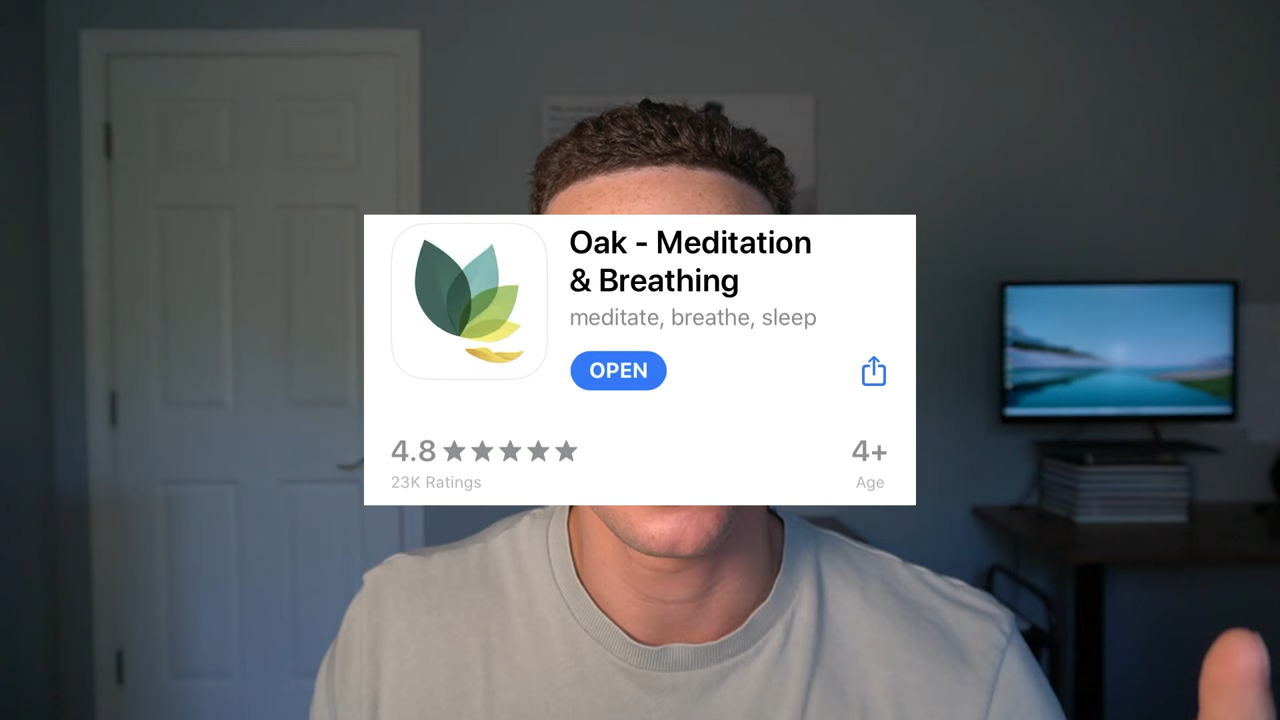 Oak - Meditation
& Breathing
meditate, breathe, sleep
OPEN
4.8
4+
23K Ratings
Age